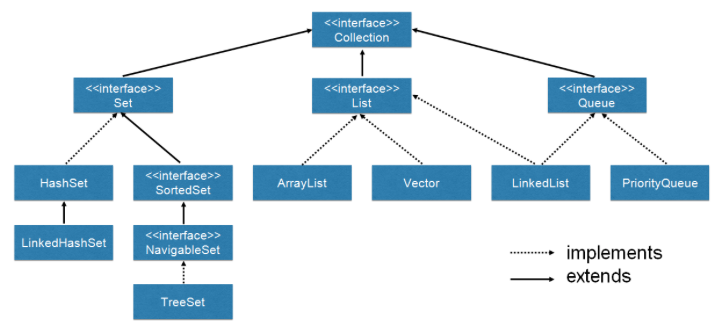 <<interface>>
Collection
<<interface>>
Set
<<interface>>
List
<<interface>>
Queue
HashSet
<<interface>>
SortedSet
ArrayList
Vector
LinkedList
PriorityQueue
LinkedHashSet
<<interface>>
NavigableSet
TreeSet
implements
extends